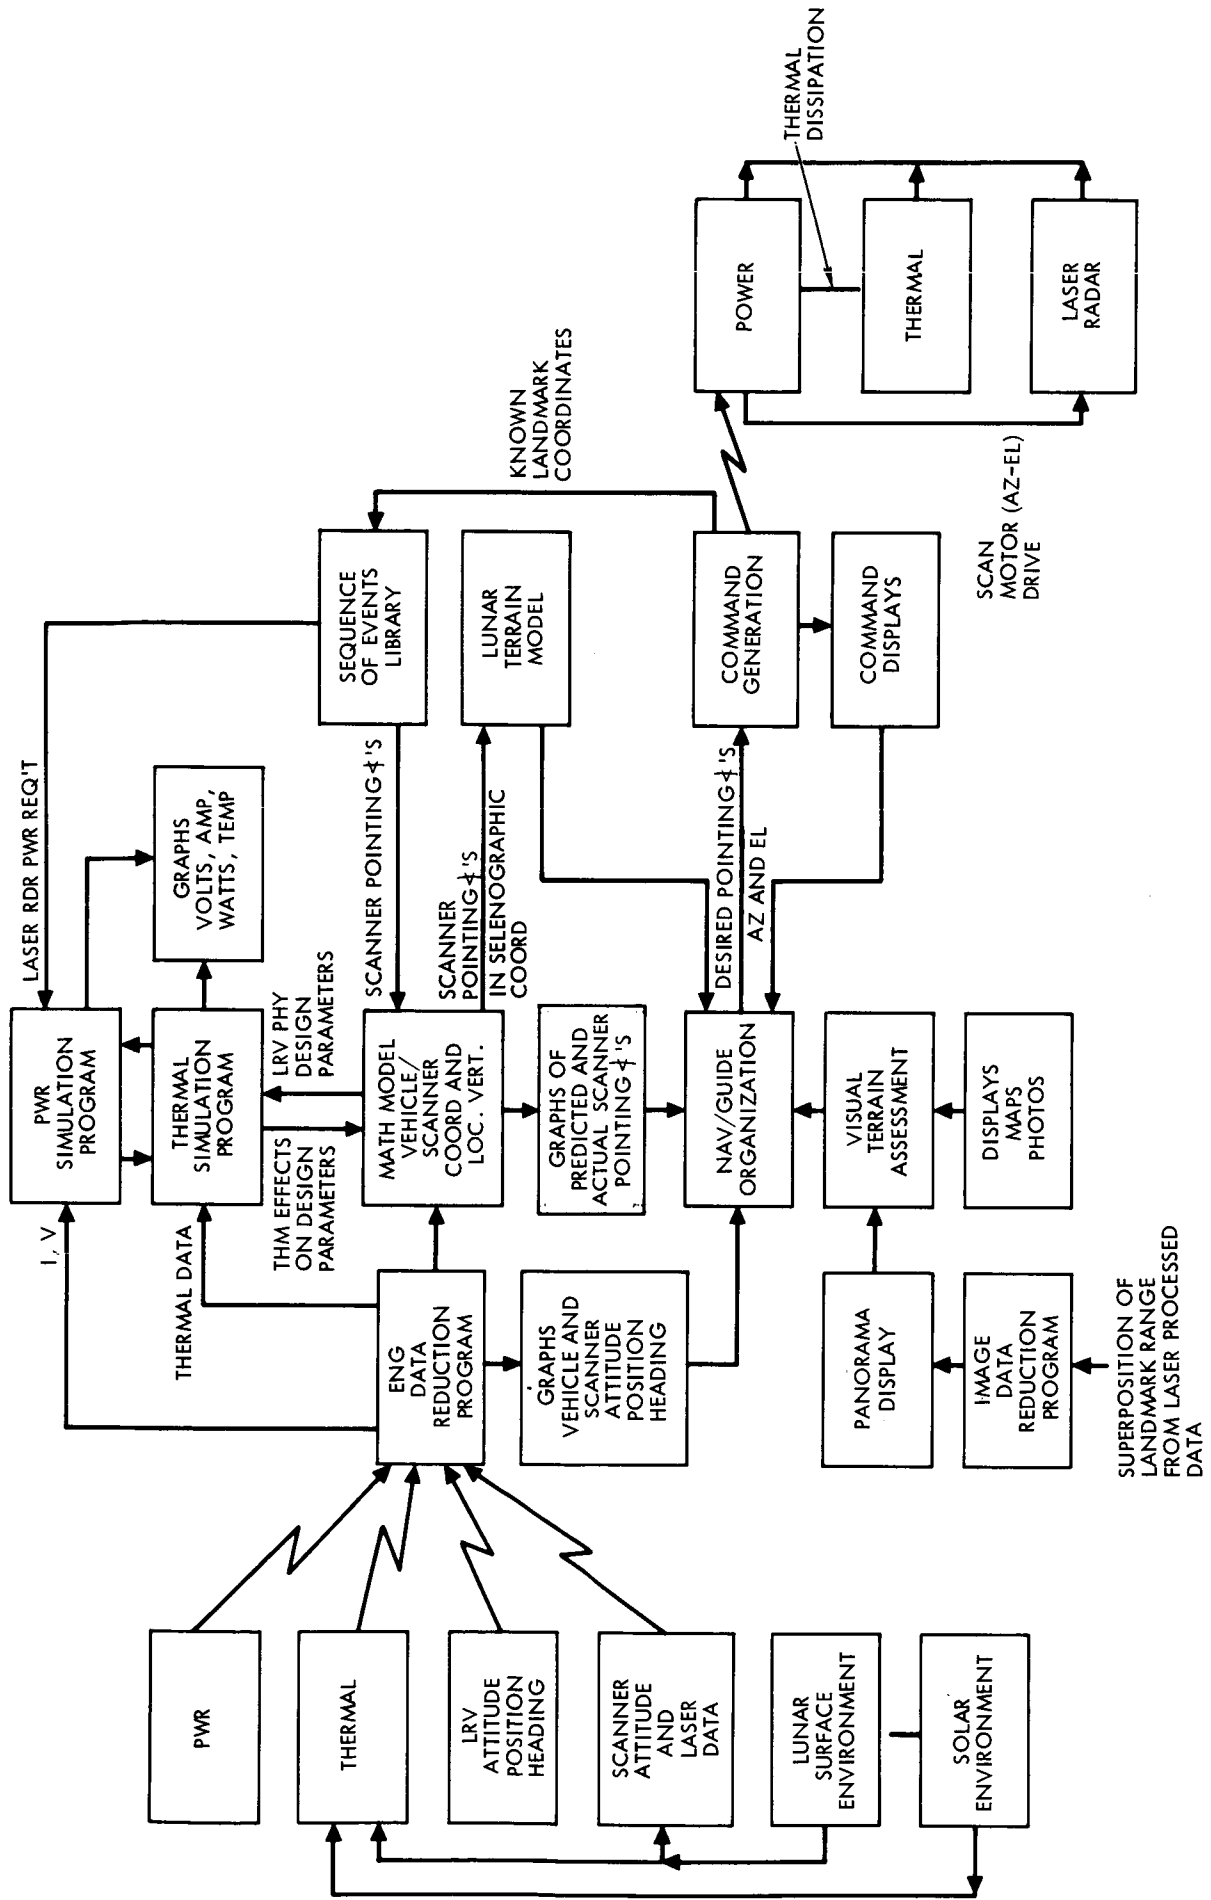 PWR
THERMAL
LRV
ATTITUDE
POSITION
HEADING
SCANNER
ATTITUDE
AND
LASER
DATA
LUNAR
SURFACE
ENVIRONMENT
SOLAR
ENVIRONMENT
I, V
THERMAL DATA
ENG
DATA
REDUCTION
PROGRAM
GRAPHS
VEHICLE AND
SCANNER
ATTITUDE
POSITION
HEADING
PANORAMA
DISPLAY
IMAGE
DATA
REDUCTION
PROGRAM
SUPERPOSITION OF
LANDMARK RANGE
FROM LASER PROCESSED
DATA
PWR
SIMULATION
PROGRAM
THERMAL
SIMULATION
PROGRAM
THM EFFECTS
ON DESIGN
PARAMETERS
LRV PHY
DESIGN
PARAMETERS
MATH MODEL
VEHICLE/
SCANNER
COORD AND
LOC. VERT.
GRAPHS OF
PREDICTED AND
ACTUAL SCANNER
POINTING ∢'S
NAV/GUIDE
ORGANIZATION
VISUAL
TERRAIN
ASSESSMENT
DISPLAYS
MAPS
PHOTOS
LASER RDR PWR REQ'T
GRAPHS
VOLTS, AMP,
WATTS, TEMP
SCANNER POINTING ∢'S
SCANNER
POINTING ∢'S
IN SELENOGRAPHIC
COORD
DESIRED POINTING ∢'S
AZ AND EL
SEQUENCE
OF EVENTS
LIBRARY
LUNAR
TERRAIN
MODEL
COMMAND
GENERATION
COMMAND
DISPLAYS
KNOWN
LANDMARK
COORDINATES
SCAN
MOTOR (AZ-EL)
DRIVE
POWER
THERMAL
LASER
RADAR
THERMAL
DISSIPATION